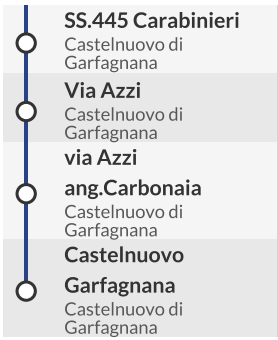 SS.445 Carabinieri
Castelnuovo di
Garfagnana
Via Azzi
Castelnuovo di
Garfagnana
via Azzi
ang.Carbonaia
Castelnuovo di
Garfagnana
Castelnuovo
Garfagnana
Castelnuovo di
Garfagnana